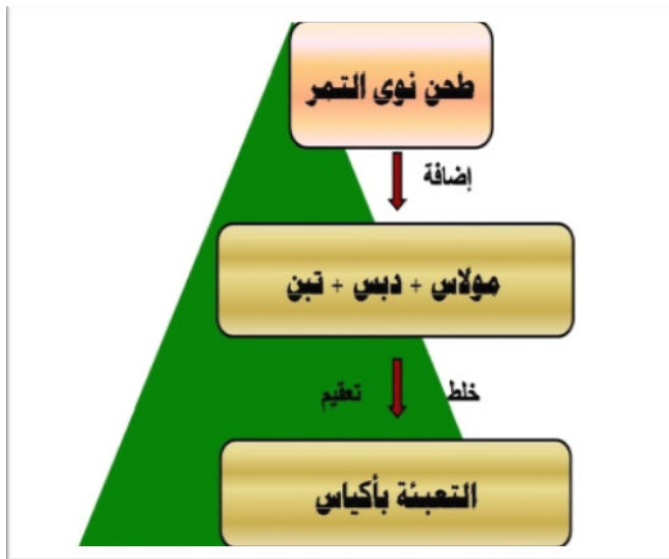 طحن نوى التمر
إضافة
مولاس + دبس + تبن
خلط تعقيم
التعبئة بأكياس